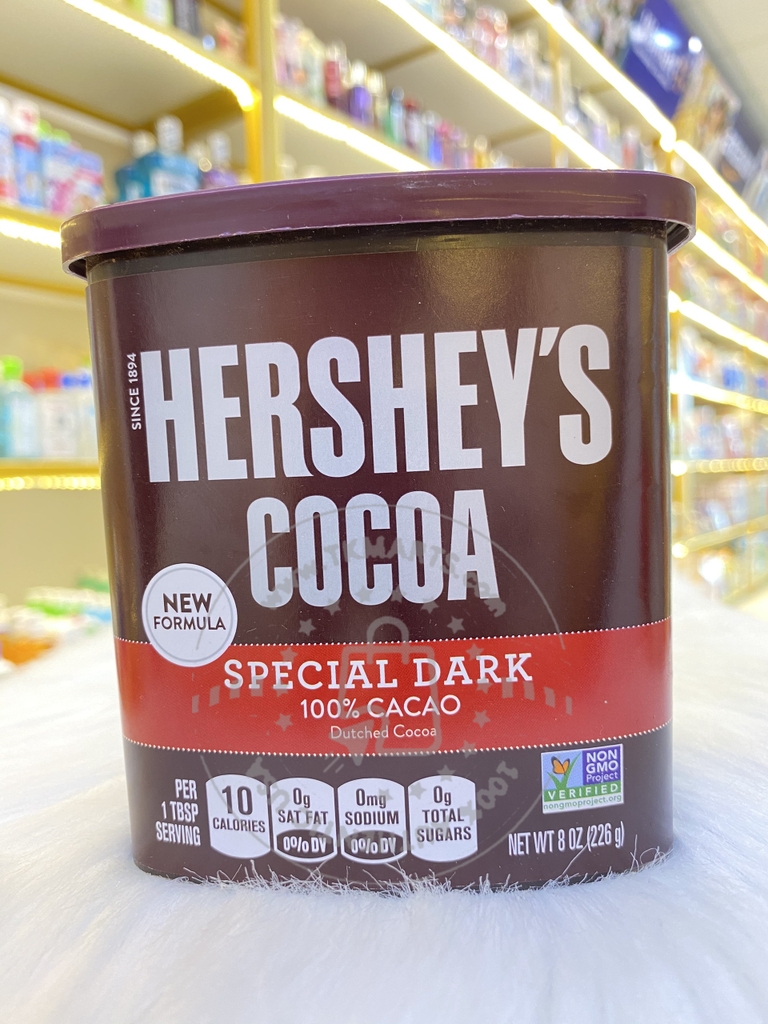 SINCE 1894
HERSHEY'S
COCOA
NEW
FORMULA
SPECIAL DARK
100% CACAO
Dutched Cocoa
PER
1 TBSP
SERVING
10
CALORIES
0g
SAT FAT
0% DV
0mg
SODIUM
0% DV
0g
TOTAL
SUGARS
NON
GMO
Project
VERIFIED
nongmoproject.org
NET WT 8 OZ (226 g)